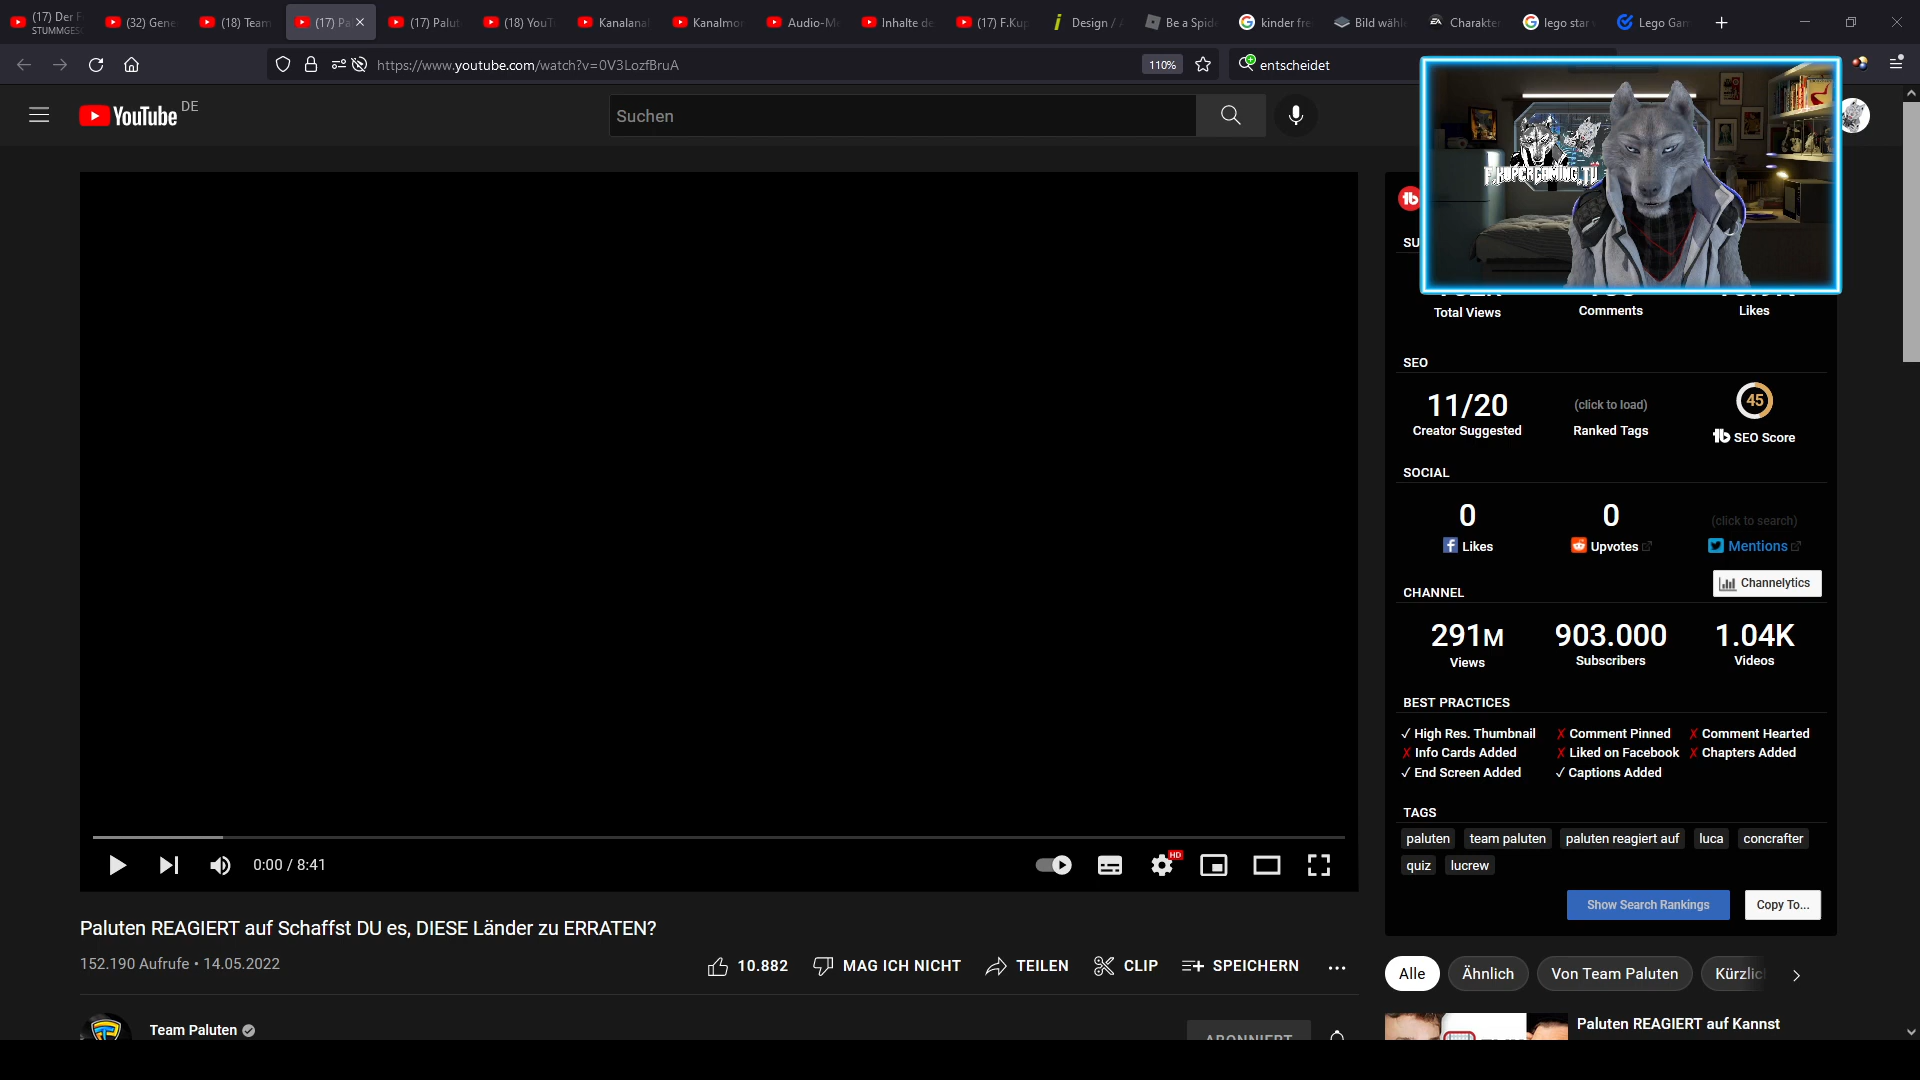 (17) Der F
STUMMGESC
(32) Gene
(18) Team
(17) Pa
(17) Palut
(18) YouT
Kanalana
Kanalmon
Audio-M
Inhalte de
(17) F.Kup
Design /
Be a Spide
kinder fre
Bild wähl
Charakter
lego star
Lego Gam
https://www.youtube.com/watch?v=0V3LozfBruA
110%
entscheidet
YouTube DE
Suchen
F.KUPERGAMING.TV
SU
Total Views
Comments
Likes
SEO
11/20
(click to load)
45
Creator Suggested
Ranked Tags
SEO Score
SOCIAL
0
0
(click to search)
Likes
Upvotes
Mentions
Channelytics
CHANNEL
291M
903.000
1.04K
Views
Subscribers
Videos
BEST PRACTICES
✓ High Res. Thumbnail
✗ Comment Pinned
✗ Comment Hearted
✗ Info Cards Added
✗ Liked on Facebook
✗ Chapters Added
✓ End Screen Added
✓ Captions Added
TAGS
paluten
team paluten
paluten reagiert auf
luca
concrafter
quiz
lucrew
Show Search Rankings
Copy To...
0:00 / 8:41
HD
Paluten REAGIERT auf Schaffst DU es, DIESE Länder zu ERRATEN?
152.190 Aufrufe • 14.05.2022
10.882
MAG ICH NICHT
TEILEN
CLIP
SPEICHERN
Alle
Ähnlich
Von Team Paluten
Kürzlic
Team Paluten
ABONNIERT
Paluten REAGIERT auf Kannst